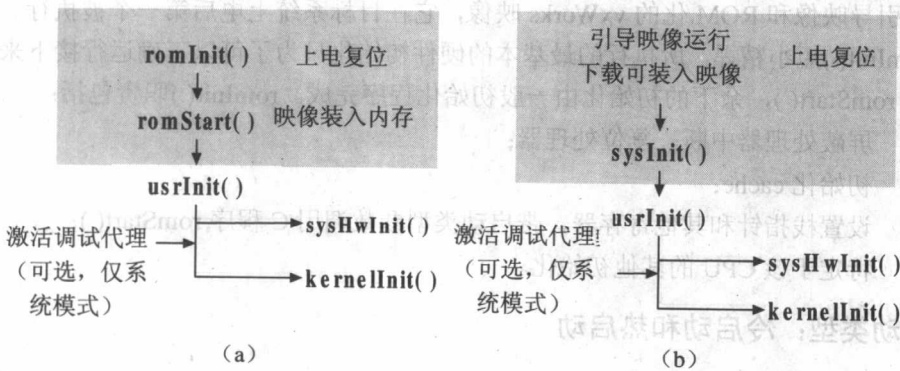 romInit( ) 上电复位
romStart( ) 映像装入内存
usrInit( )
激活调试代理
sysHwInit( )
(可选,仅系
统模式)
kernelInit( )
(a)
引导映像运行 上电复位
下载可装入映像
sysInit( )
usrInit( )
激活调试代理
sysHwInit( )
(可选,仅系
统模式)
kernelInit( )
(b)